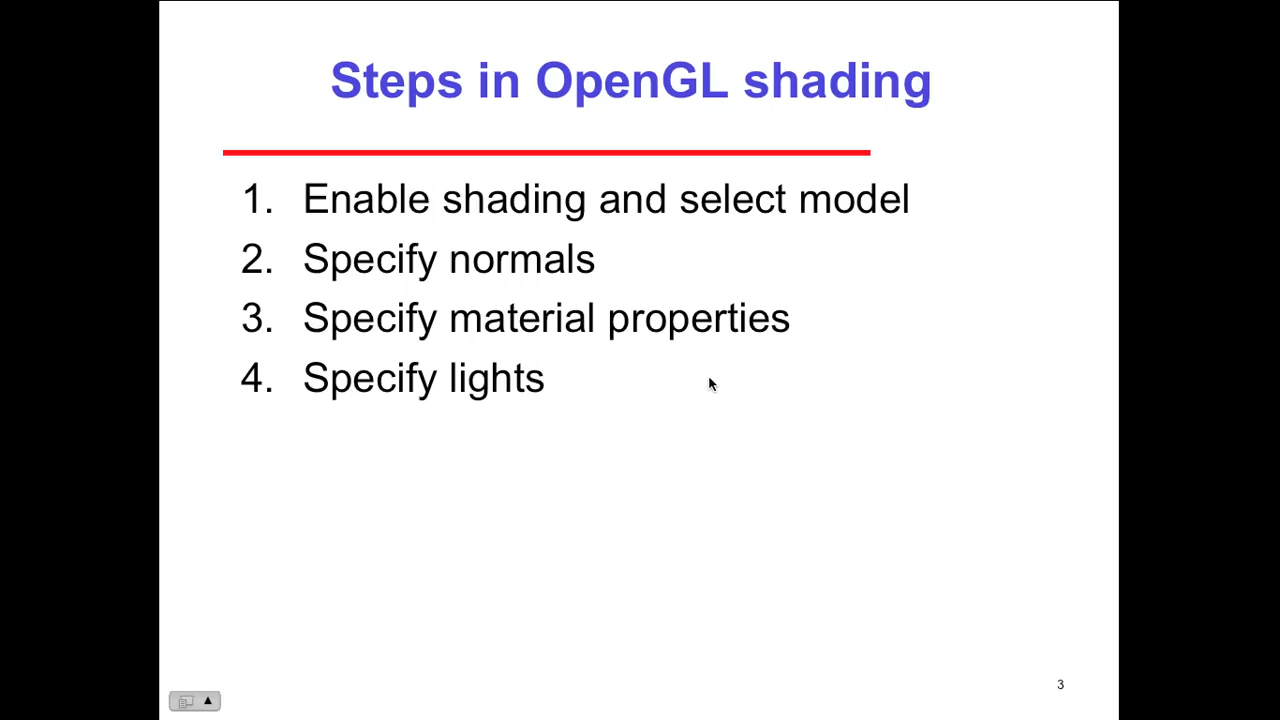 Steps in OpenGL shading
1. Enable shading and select model
2. Specify normals
3. Specify material properties
4. Specify lights
3